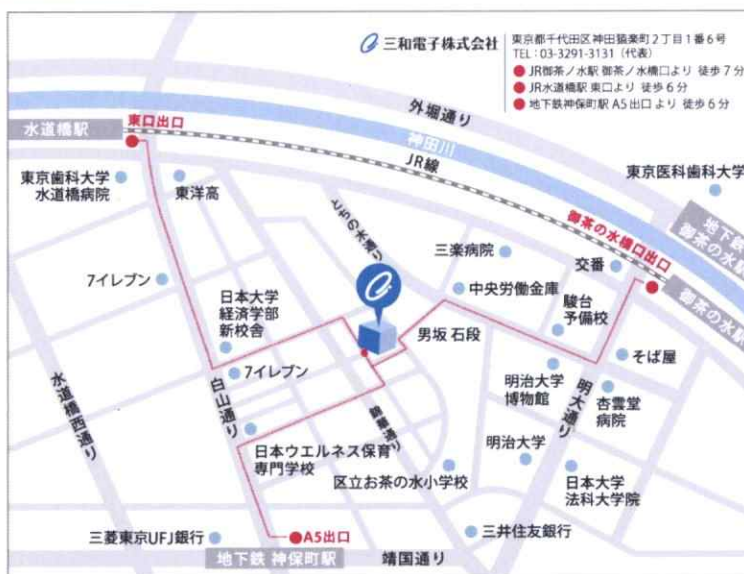 三和電子株式会社
東京都千代田区神田猿楽町2丁目1番6号
TEL：03-3291-3131（代表）
JR御茶ノ水駅 御茶ノ水橋口より 徒歩7分
JR水道橋駅 東口より 徒歩6分
地下鉄神保町駅 A5出口より 徒歩6分
外堀通り
水道橋駅
東口出口
神田川
JR線
東京歯科大学
水道橋病院
東洋高
とちの木通り
東京医科歯科大学
地下鉄
御茶の水駅
御茶の水橋口出口
御茶の水駅
三楽病院
交番
中央労働金庫
7イレブン
日本大学
経済学部
新校舎
駿台
予備校
男坂 石段
そば屋
7イレブン
明治大学
博物館
杏雲堂
病院
水道橋西通り
白山通り
錦華通り
明大通り
日本ウエルネス保育
専門学校
明治大学
区立お茶の水小学校
日本大学
法科大学院
三菱東京UFJ銀行
A5出口
三井住友銀行
地下鉄 神保町駅
靖国通り